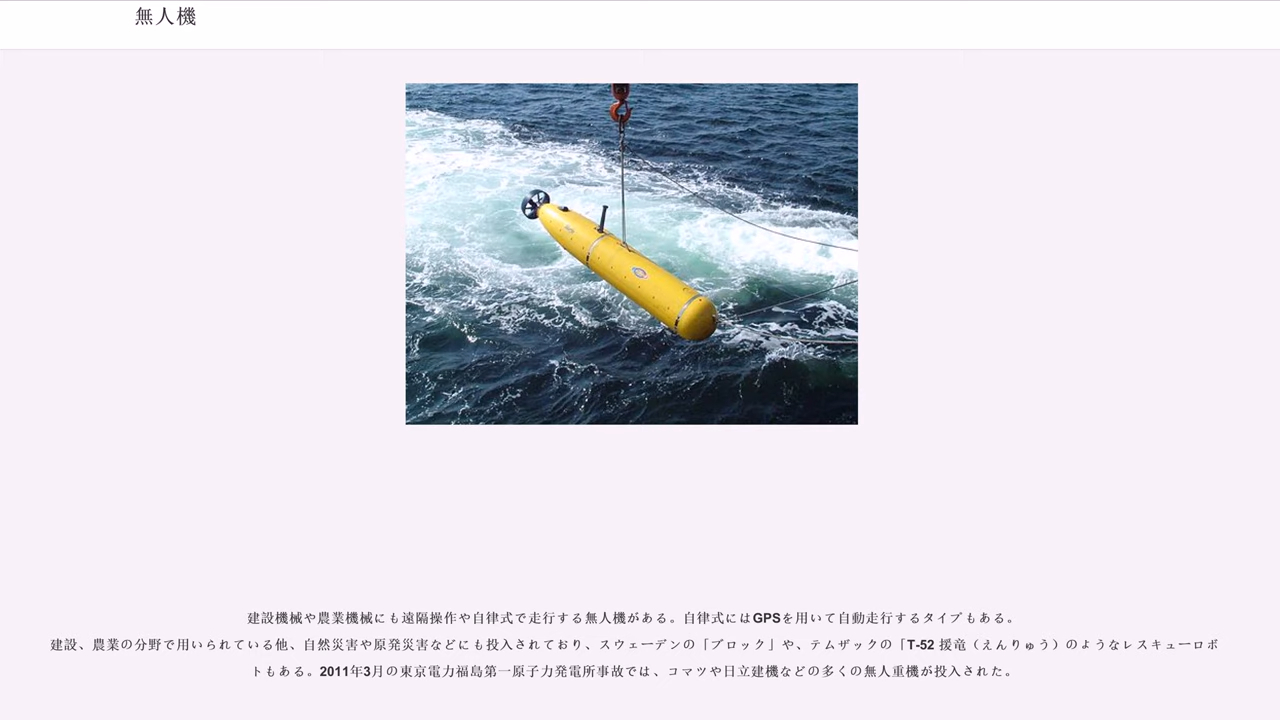 無人機
建設機械や農業機械にも遠隔操作や自律式で走行する無人機がある。自律式にはGPSを用いて自動走行するタイプもある。
建設、農業の分野で用いられている他、自然災害や原発災害などにも投入されており、スウェーデンの「ブロック」や、テムザックの「T-52 援竜（えんりゅう）のようなレスキューロボ
トもある。2011年3月の東京電力福島第一原子力発電所事故では、コマツや日立建機などの多くの無人重機が投入された。